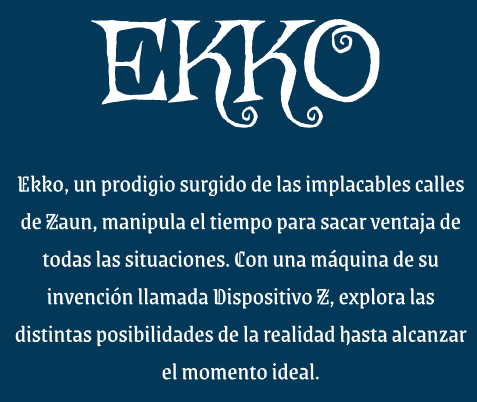 EKKO
Ekko, un prodigio surgido de las implacables calles
de Zaun, manipula el tiempo para sacar ventaja de
todas las situaciones. Con una máquina de su
invención llamada Dispositivo Z, explora las
distintas posibilidades de la realidad hasta alcanzar
el momento ideal.